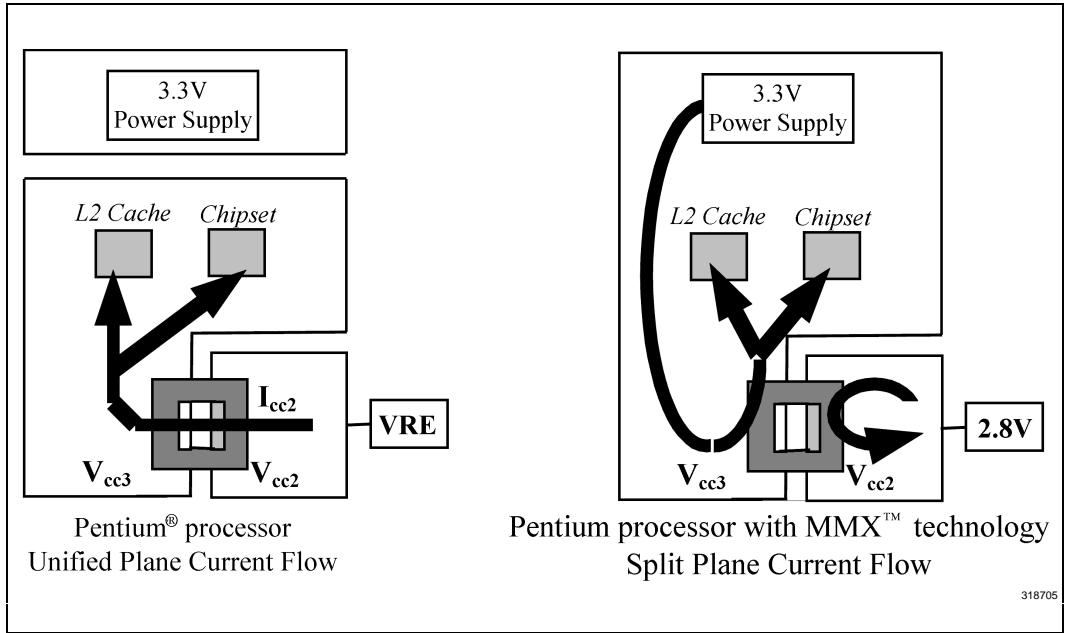 3.3V
Power Supply
L2 Cache
Chipset
Icc2
VRE
Vcc3
Vcc2
Pentium® processor
Unified Plane Current Flow
3.3V
Power Supply
L2 Cache
Chipset
2.8V
Vcc3
Vcc2
Pentium processor with MMX™ technology
Split Plane Current Flow
318705